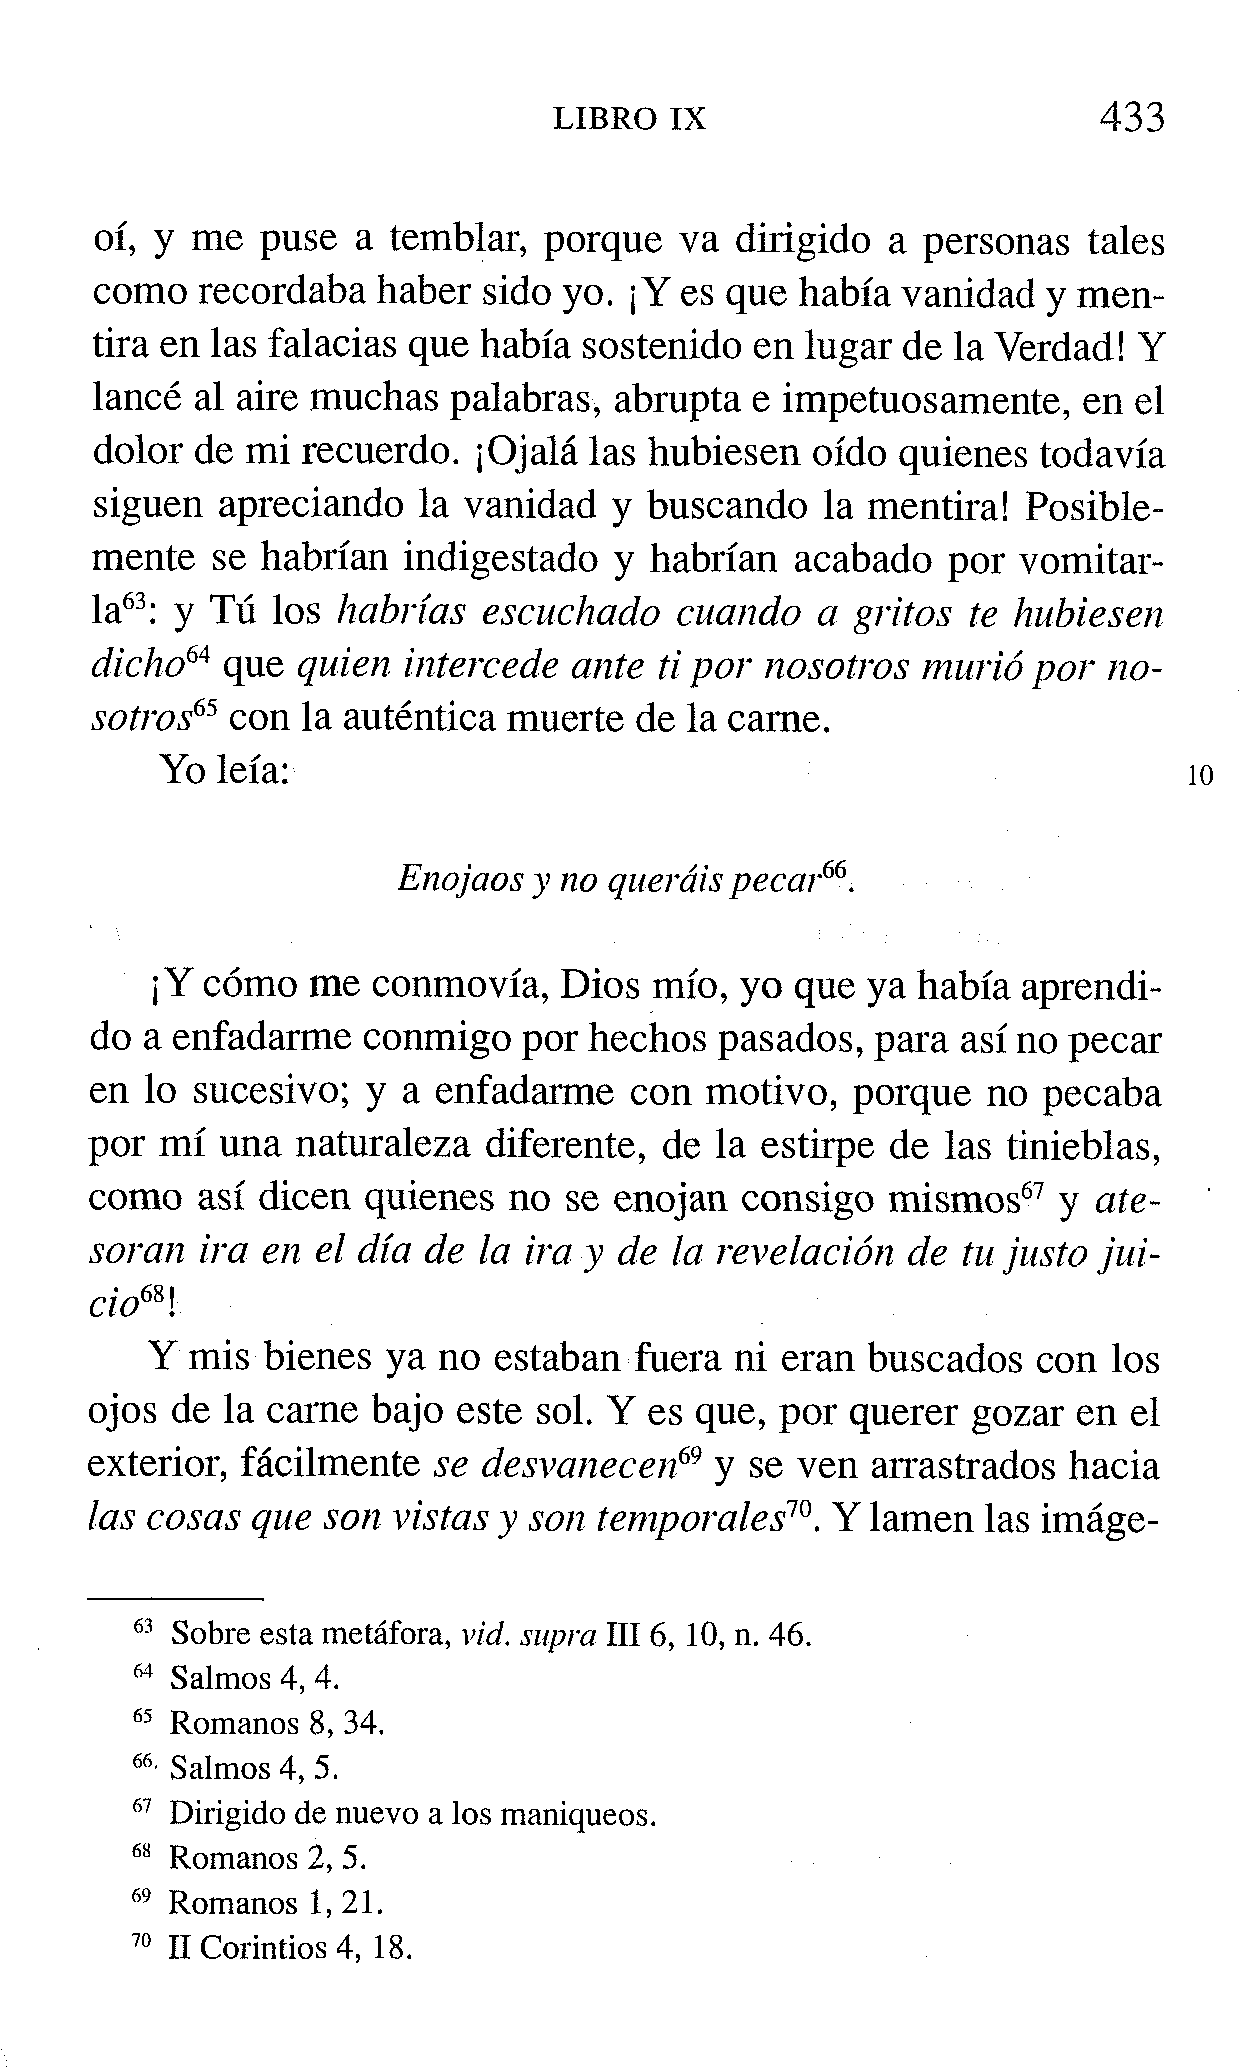 LIBRO IX 433
oí, y me puse a temblar, porque va dirigido a personas tales
como recordaba haber sido yo. ¡Y es que había vanidad y men-
tira en las falacias que había sostenido en lugar de la Verdad! Y
lancé al aire muchas palabras, abrupta e impetuosamente, en el
dolor de mi recuerdo. ¡Ojalá las hubiesen oído quienes todavía
siguen apreciando la vanidad y buscando la mentira! Posible-
mente se habrían indigestado y habrían acabado por vomitar-
la⁶³: y Tú los habrías escuchado cuando a gritos te hubiesen
dicho⁶⁴ que quien intercede ante ti por nosotros murió por no-
sotros⁶⁵ con la auténtica muerte de la carne.
Yo leía: 10
Enojaos y no queráis pecar⁶⁶.
¡Y cómo me conmovía, Dios mío, yo que ya había aprendi-
do a enfadarme conmigo por hechos pasados, para así no pecar
en lo sucesivo; y a enfadarme con motivo, porque no pecaba
por mí una naturaleza diferente, de la estirpe de las tinieblas,
como así dicen quienes no se enojan consigo mismos⁶⁷ y ate-
soran ira en el día de la ira y de la revelación de tu justo jui-
cio⁶⁸!
Y mis bienes ya no estaban fuera ni eran buscados con los
ojos de la carne bajo este sol. Y es que, por querer gozar en el
exterior, fácilmente se desvanecen⁶⁹ y se ven arrastrados hacia
las cosas que son vistas y son temporales⁷⁰. Y lamen las imáge-
⁶³ Sobre esta metáfora, vid. supra III 6, 10, n. 46.
⁶⁴ Salmos 4, 4.
⁶⁵ Romanos 8, 34.
⁶⁶ Salmos 4, 5.
⁶⁷ Dirigido de nuevo a los maniqueos.
⁶⁸ Romanos 2, 5.
⁶⁹ Romanos 1, 21.
⁷⁰ II Corintios 4, 18.